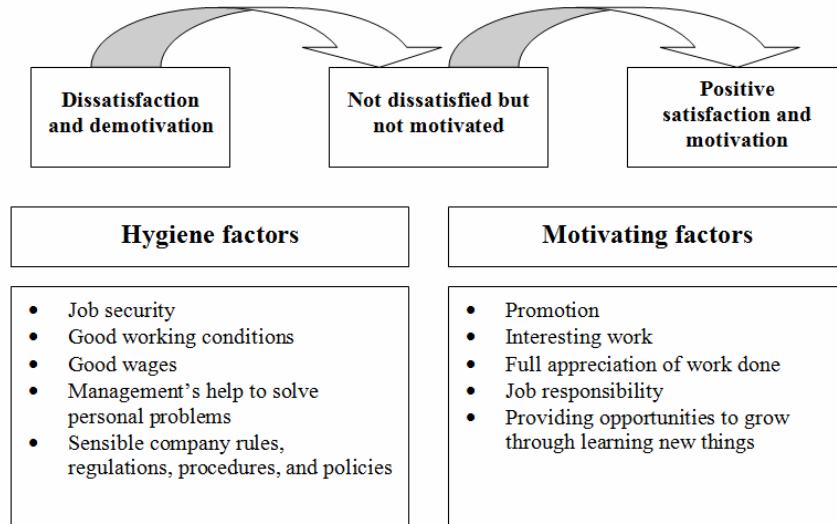 Dissatisfaction
and demotivation
Not dissatisfied but
not motivated
Positive
satisfaction and
motivation
Hygiene factors
• Job security
• Good working conditions
• Good wages
• Management's help to solve
personal problems
• Sensible company rules,
regulations, procedures, and policies
Motivating factors
• Promotion
• Interesting work
• Full appreciation of work done
• Job responsibility
• Providing opportunities to grow
through learning new things